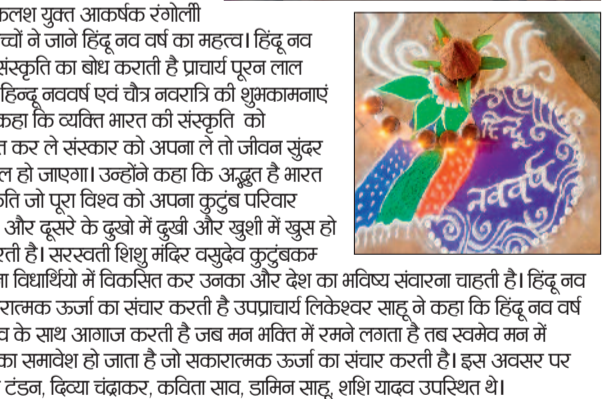 कलश युक्त आकर्षक रंगोली
च्चों ने जाने हिंदू नव वर्ष का महत्व। हिंदू नव
संस्कृति का बोध कराती है प्राचार्य पूरन लाल
हिन्दू नववर्ष एवं चौत्र नवरात्रि की शुभकामनाएं
कहा कि व्यक्ति भारत की संस्कृति को
त कर ले संस्कार को अपना ले तो जीवन सुंदर
ल हो जाएगा। उन्होंने कहा कि अद्भुत है भारत
कृति जो पूरा विश्व को अपना कुटुंब परिवार
और दूसरे के दुखो में दुखी और खुशी में खुस हो
रती है। सरस्वती शिशु मंदिर वसुदेव कुटुंबकम
ना विधार्थियो में विकसित कर उनका और देश का भविष्य संवारना चाहती है। हिंदू नव
रात्मक ऊर्जा का संचार करती है उपप्राचार्य लिकेश्वर साहू ने कहा कि हिंदू नव वर्ष
व के साथ आगाज करती है जब मन भक्ति में रमने लगता है तब स्वमेव मन में
का समावेश हो जाता है जो सकारात्मक ऊर्जा का संचार करती है। इस अवसर पर
टंडन, दिव्या चंद्राकर, कविता साव, डामिन साहू, शशि यादव उपस्थित थे।
हिन्दू
नववर्ष